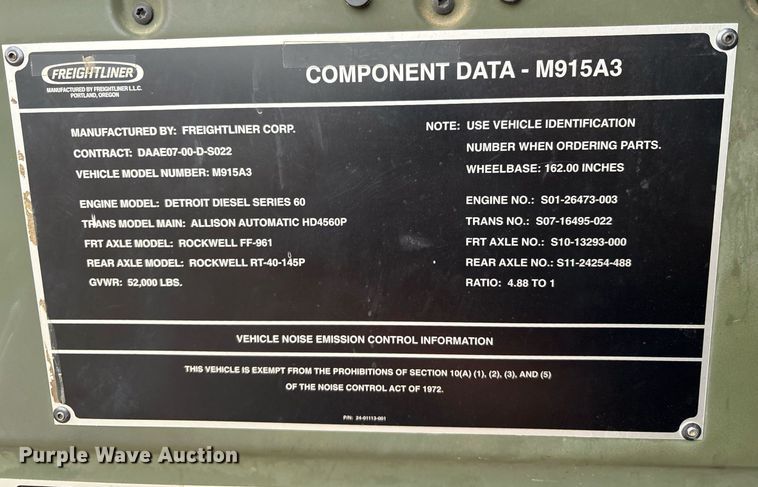 FREIGHTLINER
MANUFACTURED BY FREIGHTLINER L.L.C.
PORTLAND, OREGON
COMPONENT DATA - M915A3
MANUFACTURED BY: FREIGHTLINER CORP.
CONTRACT: DAAE07-00-D-S022
VEHICLE MODEL NUMBER: M915A3
NOTE: USE VEHICLE IDENTIFICATION
NUMBER WHEN ORDERING PARTS.
WHEELBASE: 162.00 INCHES
ENGINE MODEL: DETROIT DIESEL SERIES 60
TRANS MODEL MAIN: ALLISON AUTOMATIC HD4560P
FRT AXLE MODEL: ROCKWELL FF-961
REAR AXLE MODEL: ROCKWELL RT-40-145P
GVWR: 52,000 LBS.
ENGINE NO.: S01-26473-003
TRANS NO.: S07-16495-022
FRT AXLE NO.: S10-13293-000
REAR AXLE NO.: S11-24254-488
RATIO: 4.88 TO 1
VEHICLE NOISE EMISSION CONTROL INFORMATION
THIS VEHICLE IS EXEMPT FROM THE PROHIBITIONS OF SECTION 10(A) (1), (2), (3), AND (5)
OF THE NOISE CONTROL ACT OF 1972.
P/N: 24-01113-001
Purple Wave Auction